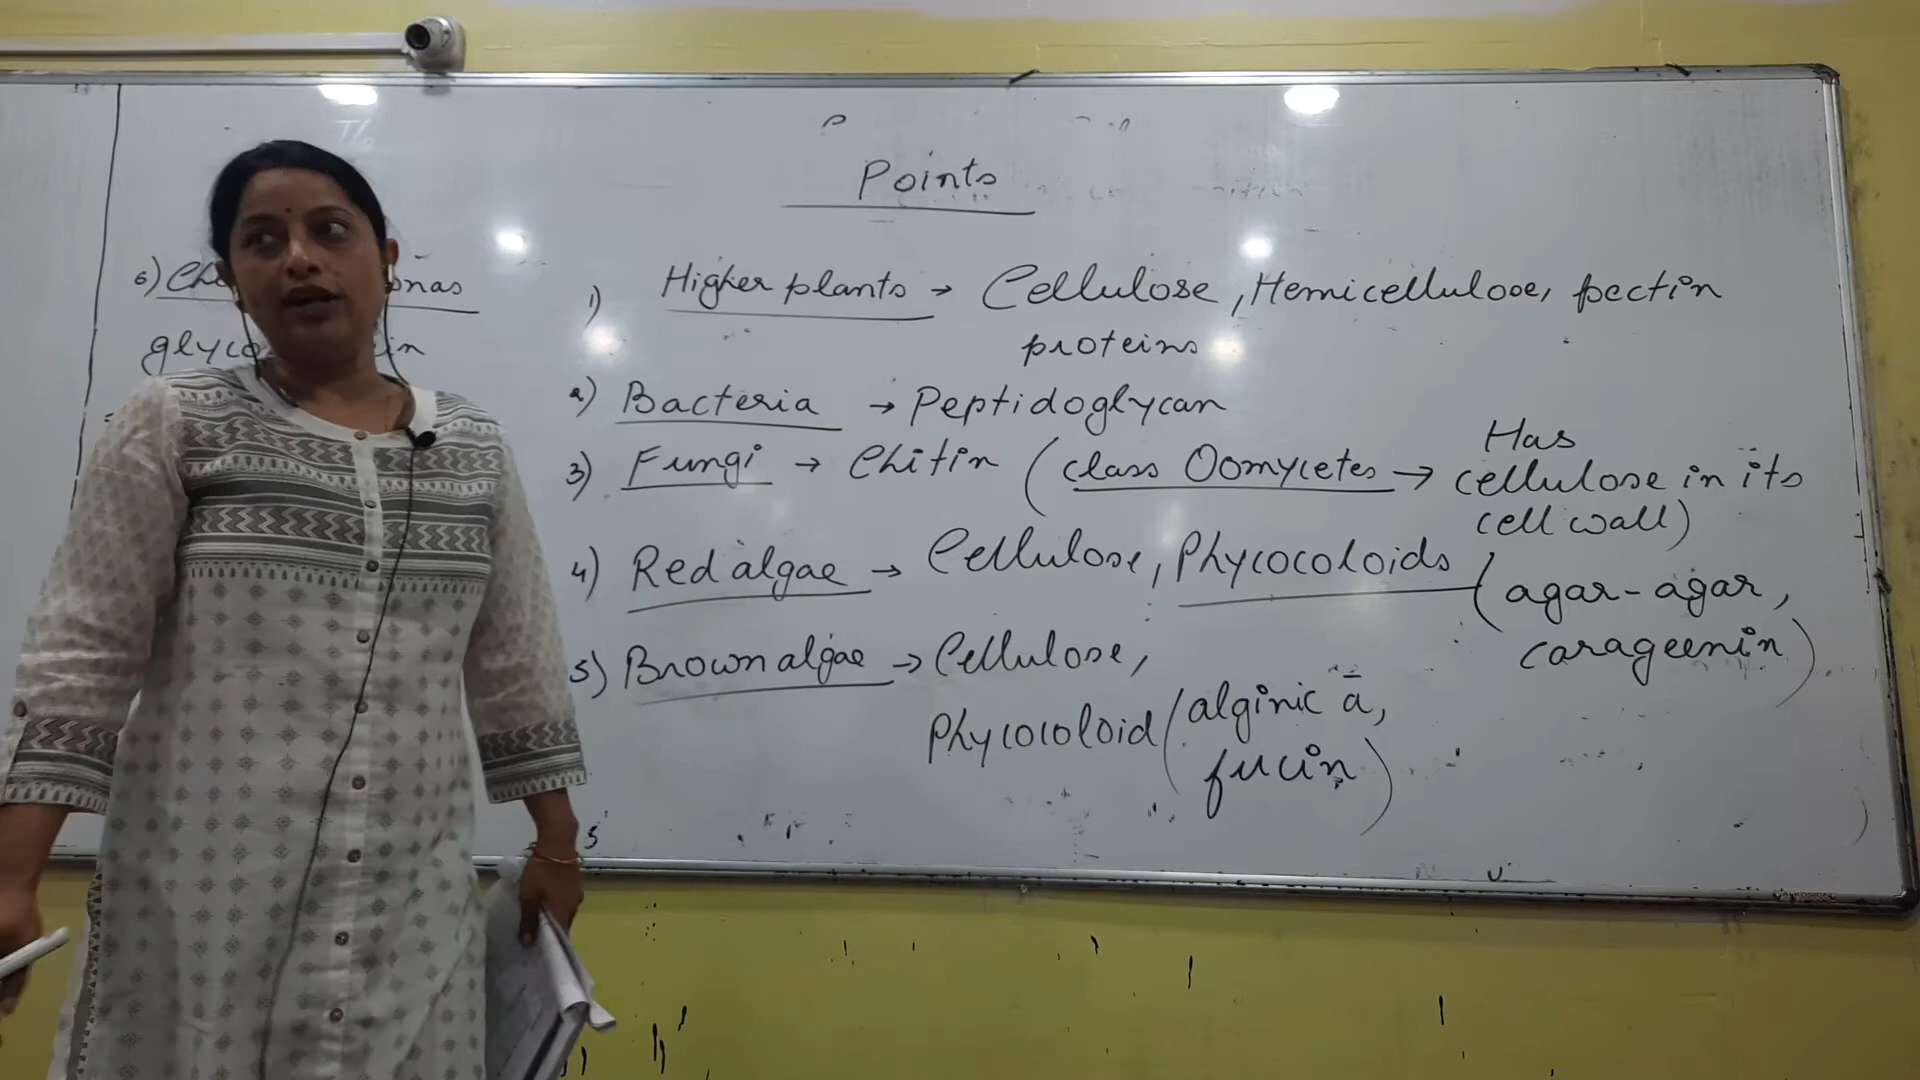 Points
1) Higher plants → Cellulose, Hemicellulose, pectin
proteins
2) Bacteria → Peptidoglycan
3) Fungi → Chitin (class Oomycetes → Has
cellulose in its
cell wall)
4) Red algae → Cellulose, Phycocoloids (agar-agar,
carageenin)
5) Brown algae → Cellulose,
Phycocoloid (alginic ā,
fucin)
6)